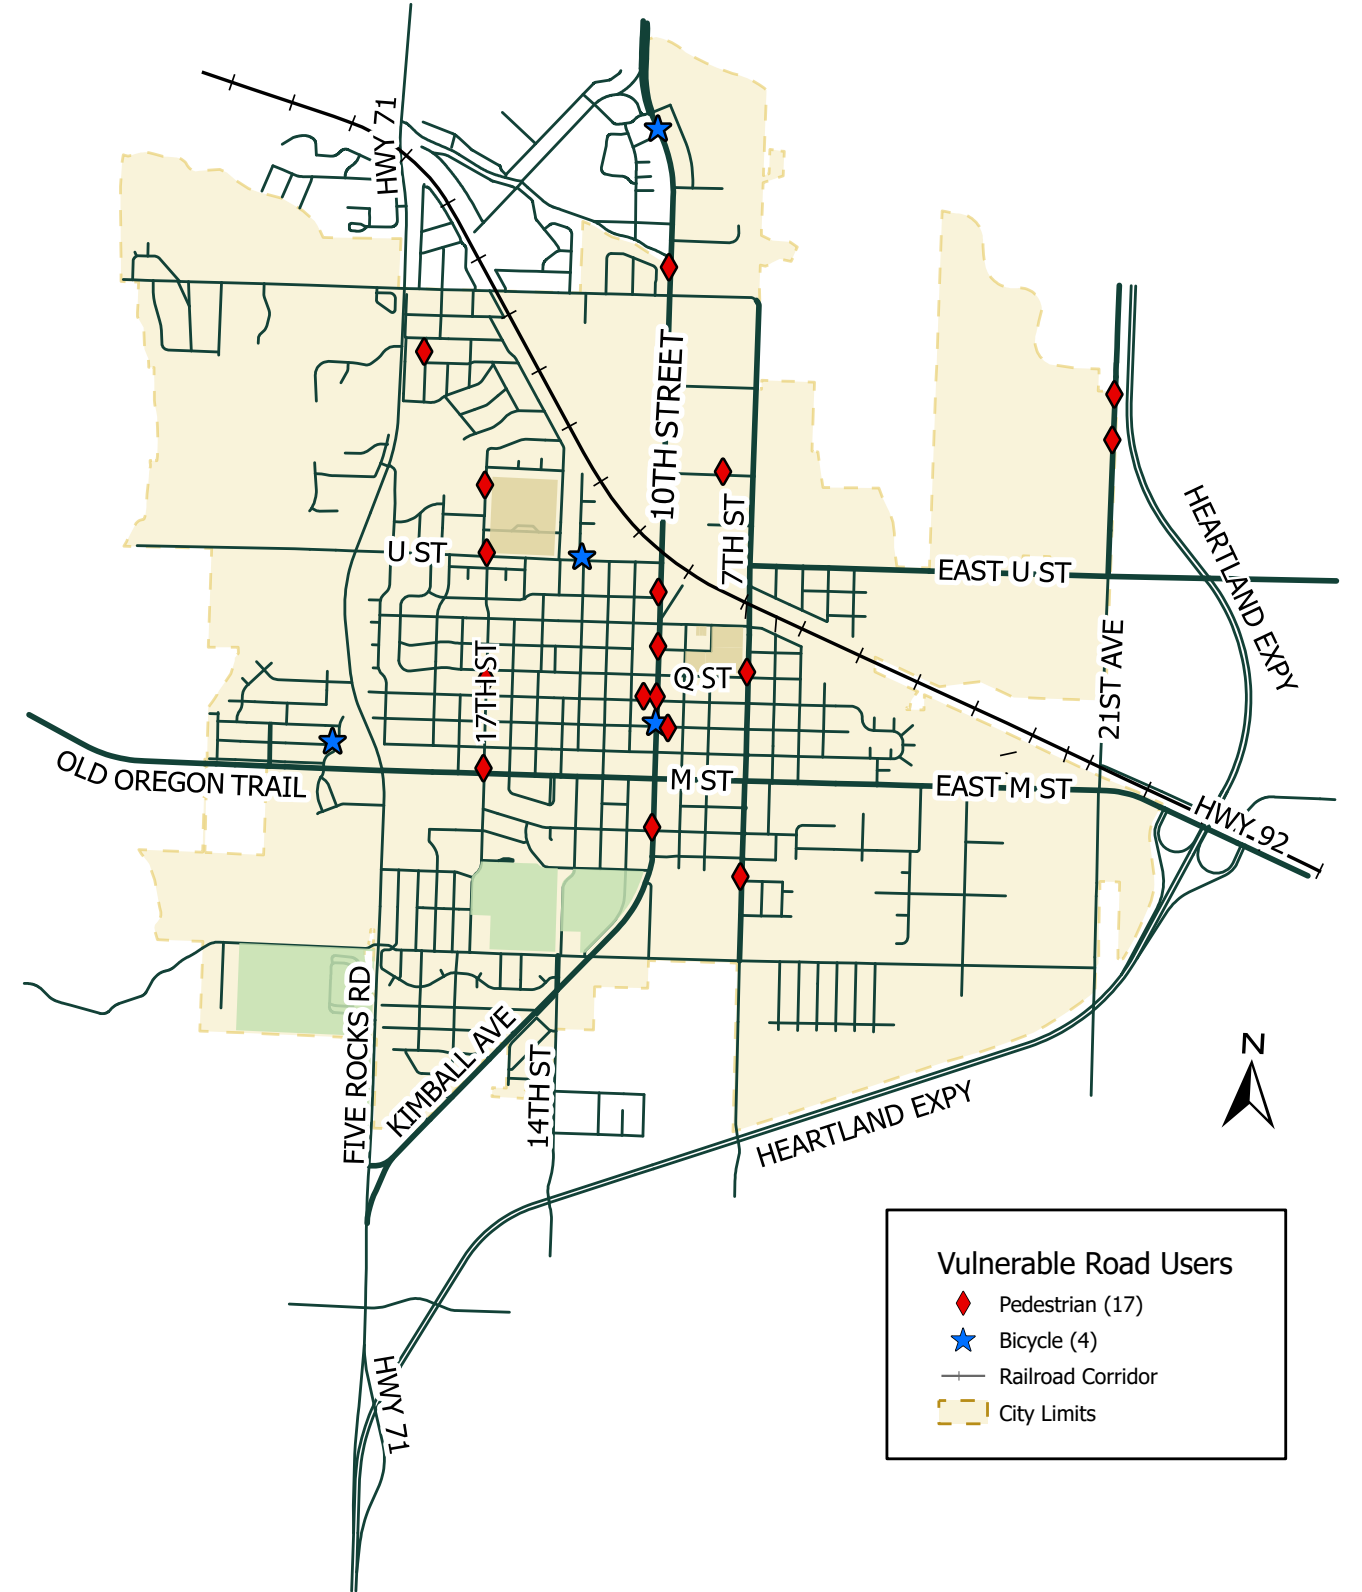 HWY 71
10TH STREET
HEARTLAND EXPY
7TH ST
U ST
EAST U ST
21ST AVE
17TH ST
Q ST
OLD OREGON TRAIL
M ST
EAST M ST
HWY 92
FIVE ROCKS RD
KIMBALL AVE
14TH ST
N
HEARTLAND EXPY
HWY 71
Vulnerable Road Users
Pedestrian (17)
Bicycle (4)
Railroad Corridor
City Limits